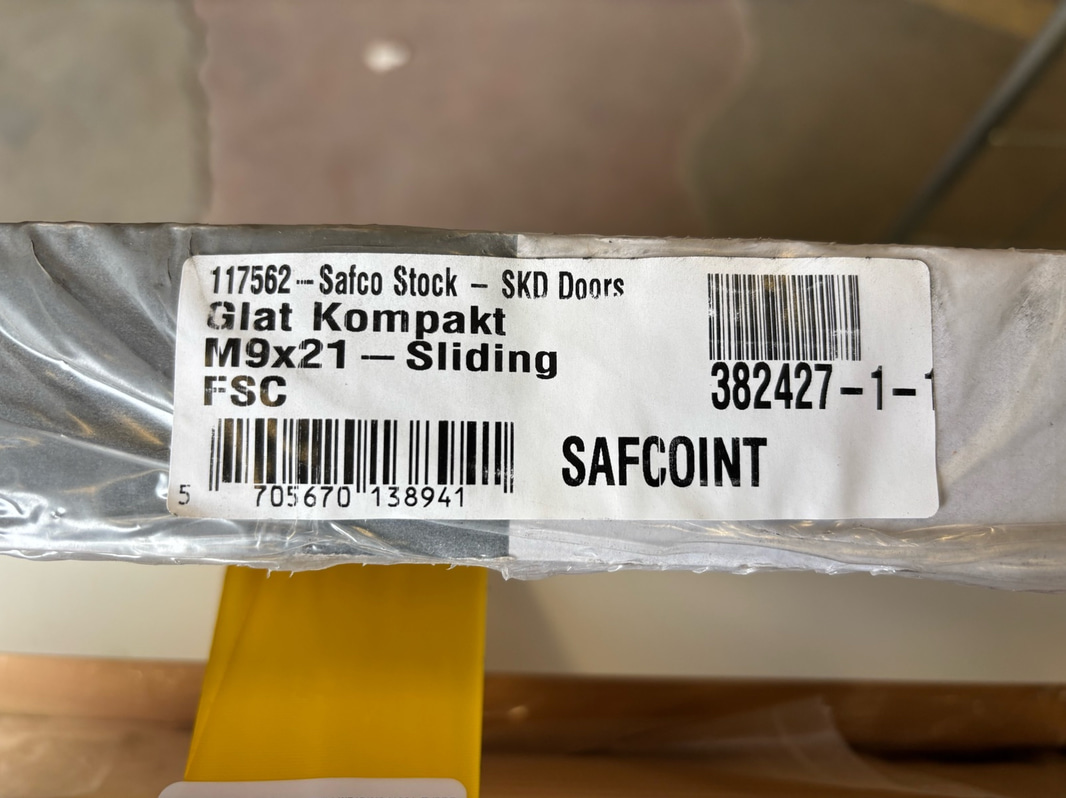 117562 - Safco Stock - SKD Doors
Glat Kompakt
M9x21 - Sliding
FSC
5 705670 138941
382427-1-1
SAFCOINT